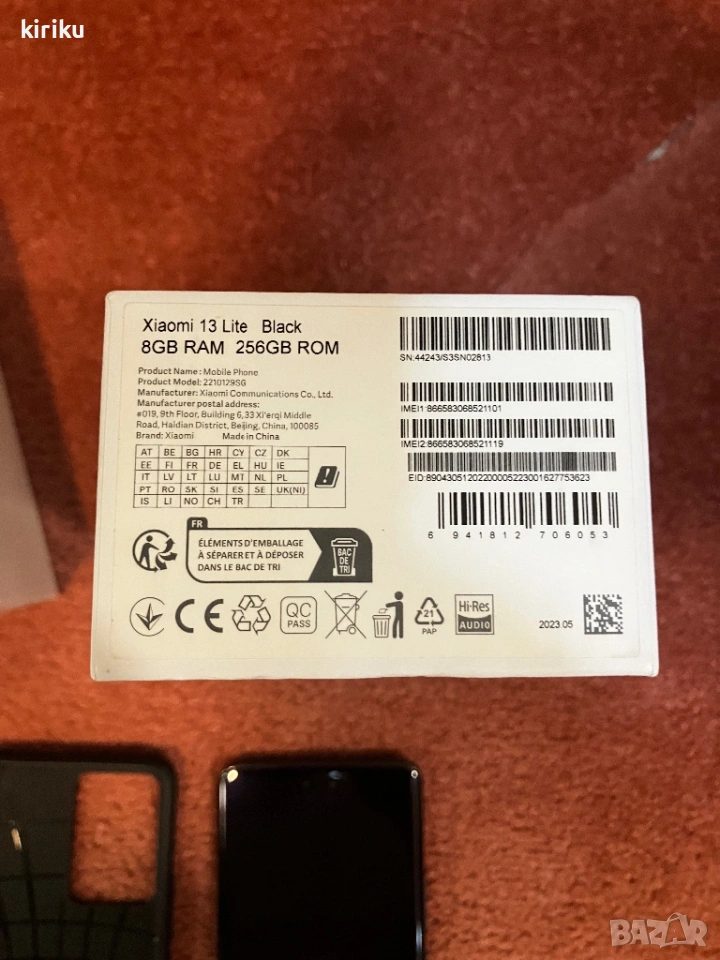 kiriku
Xiaomi 13 Lite Black
8GB RAM 256GB ROM
Product Name: Mobile Phone
Product Model: 2210129SG
Manufacturer: Xiaomi Communications Co., Ltd.
Manufacturer postal address:
#019, 9th Floor, Building 6,33 Xi'erqi Middle
Road, Haidian District, Beijing, China, 100085
Brand: Xiaomi Made in China
AT BE BG HR CY CZ DK
EE FI FR DE EL HU IE
IT LV LT LU MT NL PL
PT RO SK SI ES SE UK(NI)
IS LI NO CH TR
FR
ÉLÉMENTS D'EMBALLAGE
À SÉPARER ET À DÉPOSER
DANS LE BAC DE TRI
BAC
DE
TRI
CE
QC
PASS
21
PAP
Hi-Res
AUDIO
SN:44243/S3SN02813
IMEI1:866583068521101
IMEI2:866583068521119
EID:89043051202200005223001627753623
6 941812 706053
2023.05
BAZAR